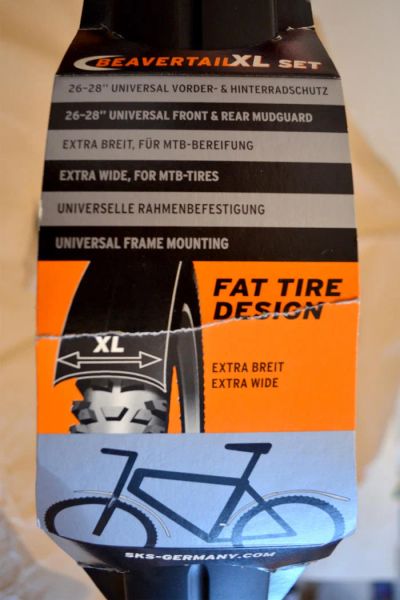 BEAVERTAILXL SET
26-28" UNIVERSAL VORDER- & HINTERRADSCHUTZ
26-28" UNIVERSAL FRONT & REAR MUDGUARD
EXTRA BREIT, FÜR MTB-BEREIFUNG
EXTRA WIDE, FOR MTB-TIRES
UNIVERSELLE RAHMENBEFESTIGUNG
UNIVERSAL FRAME MOUNTING
FAT TIRE
DESIGN
XL
EXTRA BREIT
EXTRA WIDE
SKS-GERMANY.COM